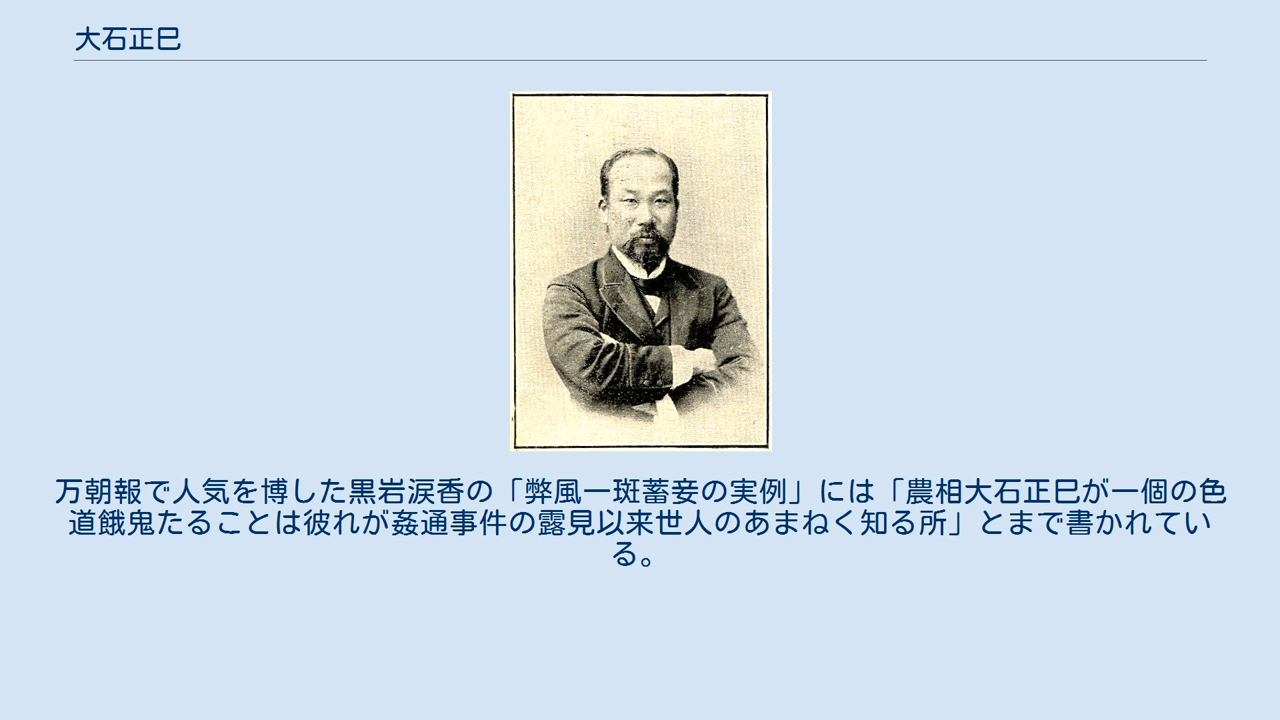 大石正巳
万朝報で人気を博した黒岩涙香の「弊風一斑蓄妾の実例」には「農相大石正巳が一個の色
道餓鬼たることは彼れが姦通事件の露見以来世人のあまねく知る所」とまで書かれてい
る。